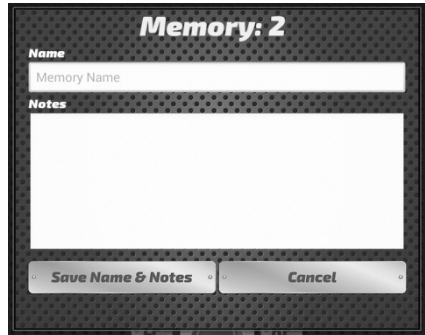 Memory: 2
Name
Memory Name
Notes
Save Name & Notes
Cancel